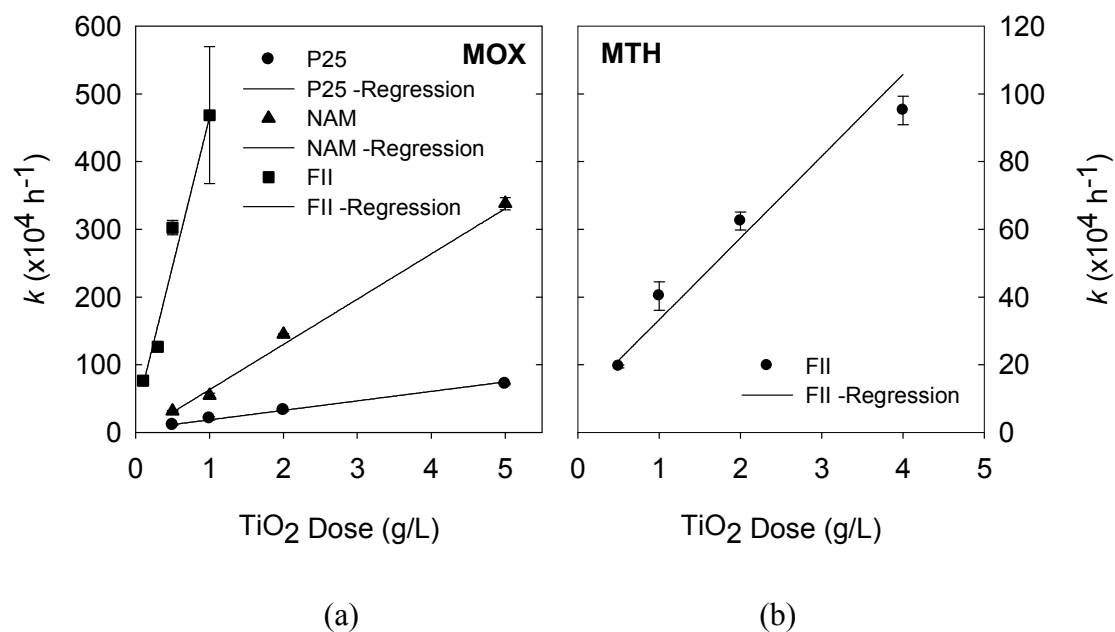 600
500
400
300
200
100
0
k (x10⁴ h⁻¹)
MOX
P25
P25 -Regression
NAM
NAM -Regression
FII
FII -Regression
0 1 2 3 4 5
TiO₂ Dose (g/L)
(a)
MTH
FII
FII -Regression
0 1 2 3 4 5
TiO₂ Dose (g/L)
120
100
80
60
40
20
0
k (x10⁴ h⁻¹)
(b)